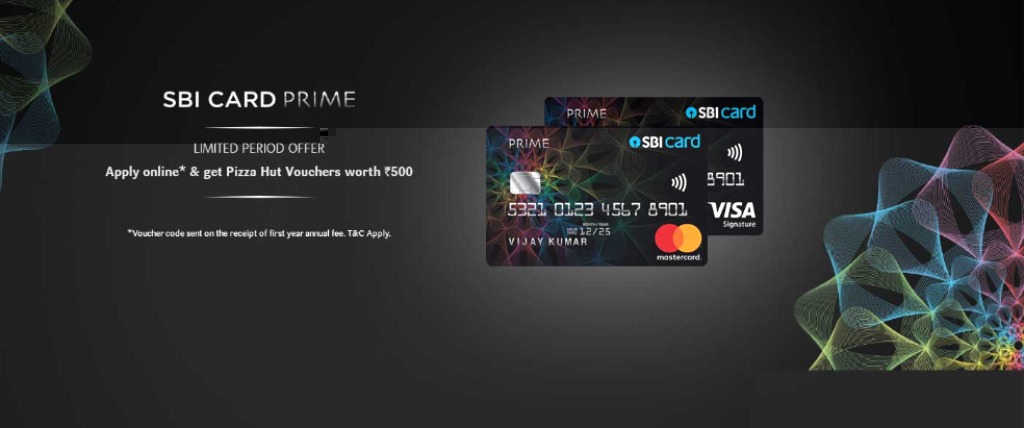 SBI CARD PRIME
LIMITED PERIOD OFFER
Apply online* & get Pizza Hut Vouchers worth ₹500
*Voucher code sent on the receipt of first year annual fee. T&C Apply.
PRIME SBI card
PRIME SBI card
8901
5321 0123 4567 8901
12/25
VIJAY KUMAR
VISA
Signature
mastercard.